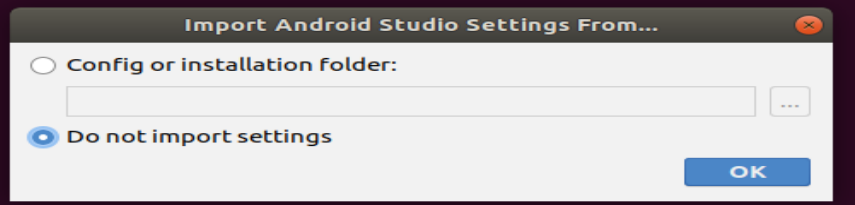 Import Android Studio Settings From...
Config or installation folder:
...
Do not import settings
OK